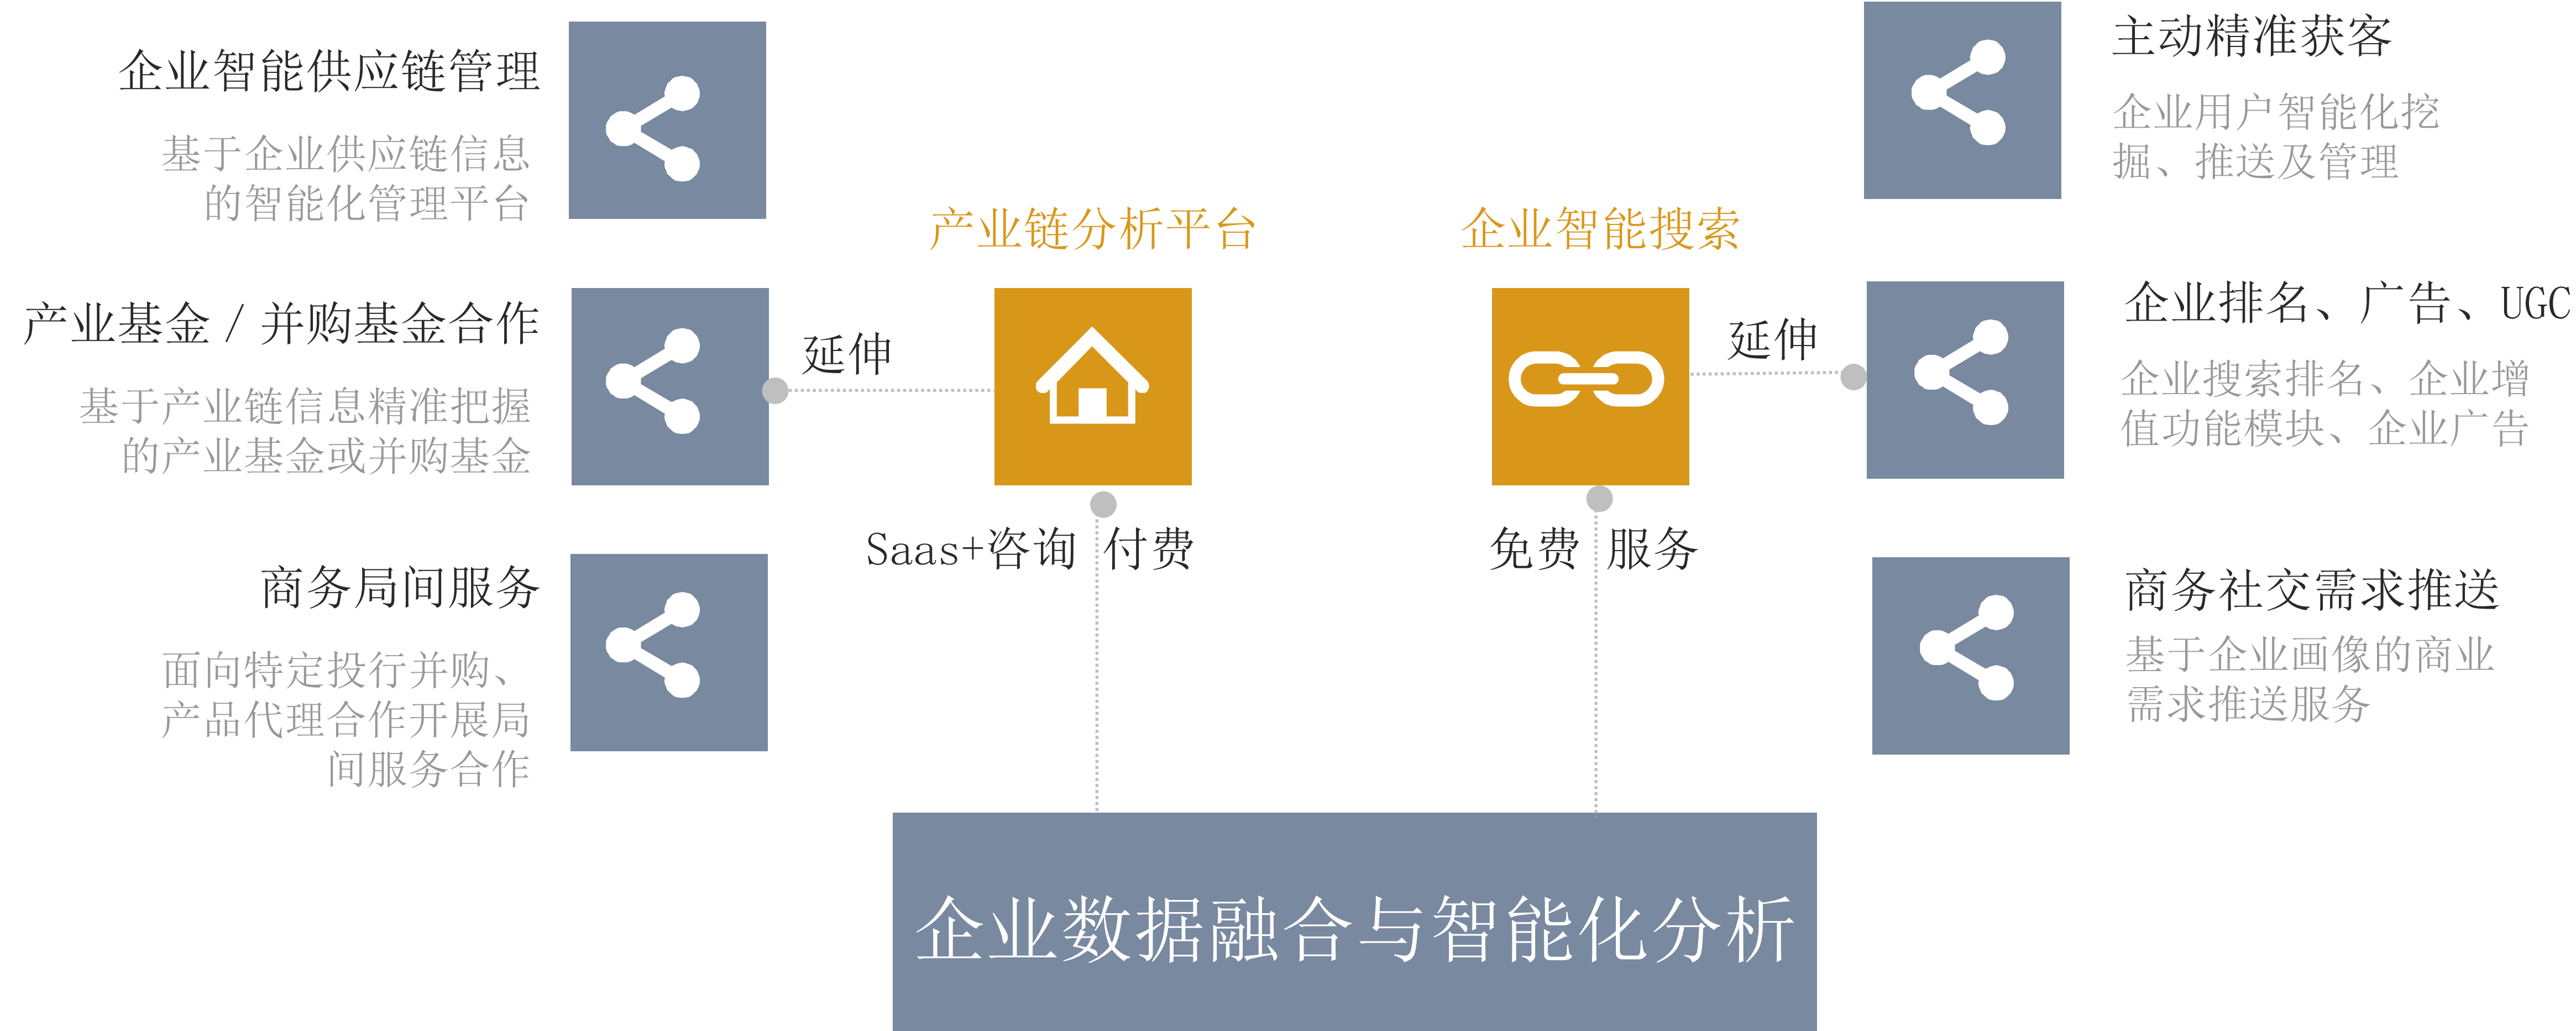 企业智能供应链管理
基于企业供应链信息
的智能化管理平台
产业基金 / 并购基金合作
基于产业链信息精准把握
的产业基金或并购基金
商务局间服务
面向特定投行并购、
产品代理合作开展局
间服务合作
延伸
产业链分析平台
Saas+咨询 付费
企业智能搜索
免费 服务
延伸
主动精准获客
企业用户智能化挖
掘、推送及管理
企业排名、广告、UGC
企业搜索排名、企业增
值功能模块、企业广告
商务社交需求推送
基于企业画像的商业
需求推送服务
企业数据融合与智能化分析